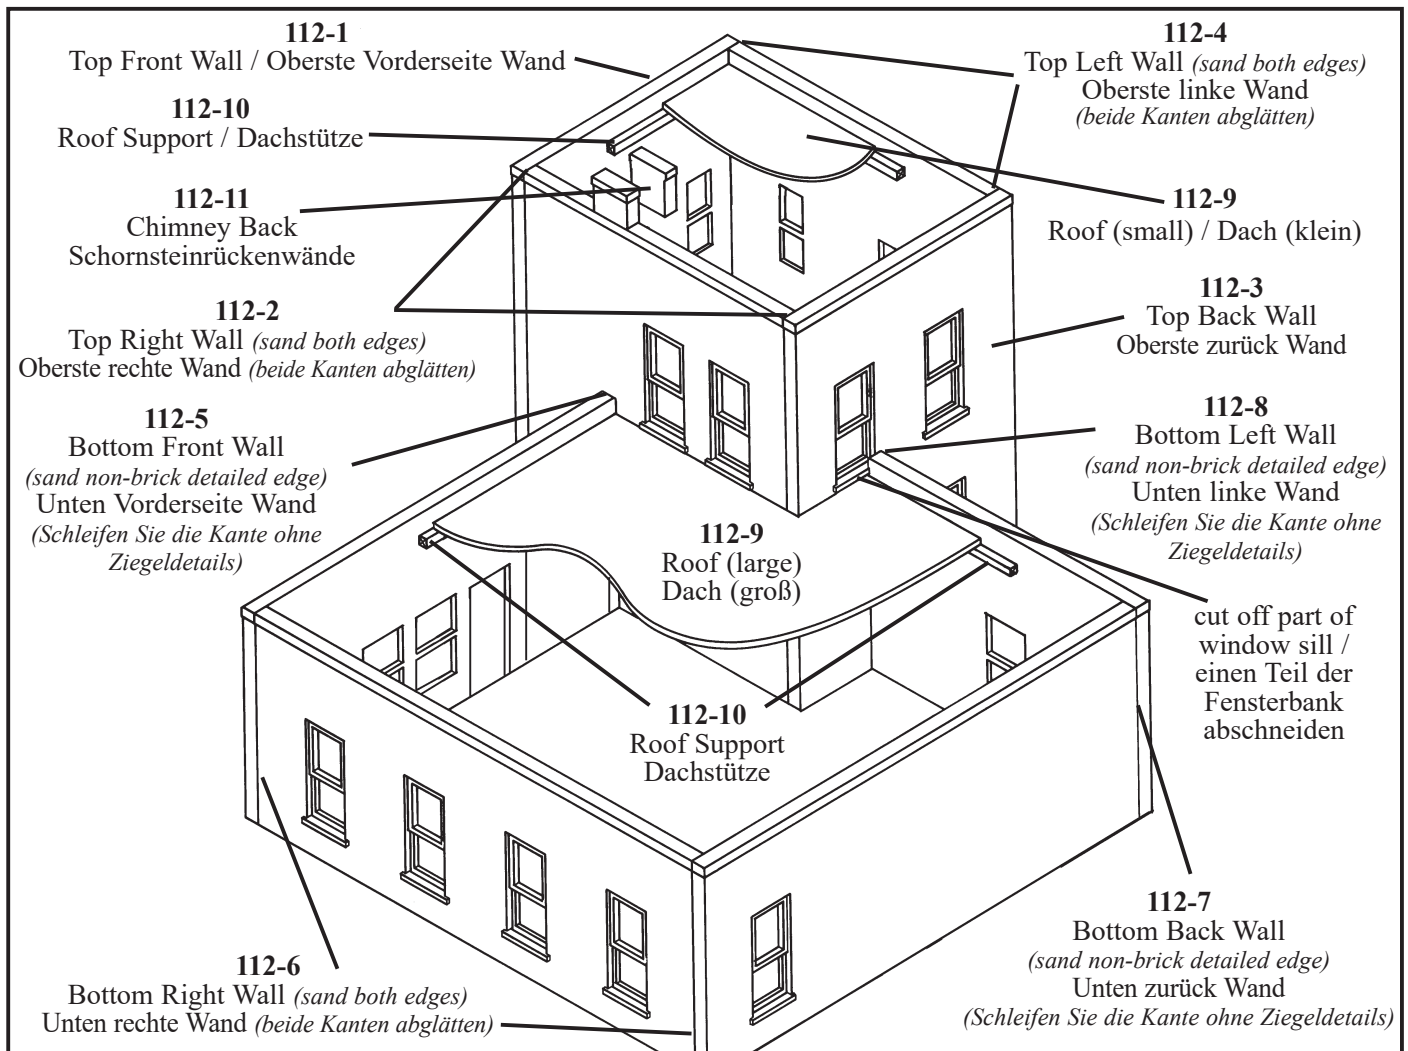 112-1
Top Front Wall / Oberste Vorderseite Wand
112-4
Top Left Wall (sand both edges)
Oberste linke Wand
(beide Kanten abglätten)
112-10
Roof Support / Dachstütze
112-11
Chimney Back
Schornsteinrückenwände
112-9
Roof (small) / Dach (klein)
112-2
Top Right Wall (sand both edges)
Oberste rechte Wand (beide Kanten abglätten)
112-3
Top Back Wall
Oberste zurück Wand
112-5
Bottom Front Wall
(sand non-brick detailed edge)
Unten Vorderseite Wand
(Schleifen Sie die Kante ohne
Ziegeldetails)
112-8
Bottom Left Wall
(sand non-brick detailed edge)
Unten linke Wand
(Schleifen Sie die Kante ohne
Ziegeldetails)
112-9
Roof (large)
Dach (groß)
cut off part of
window sill /
einen Teil der
Fensterbank
abschneiden
112-10
Roof Support
Dachstütze
112-6
Bottom Right Wall (sand both edges)
Unten rechte Wand (beide Kanten abglätten)
112-7
Bottom Back Wall
(sand non-brick detailed edge)
Unten zurück Wand
(Schleifen Sie die Kante ohne Ziegeldetails)